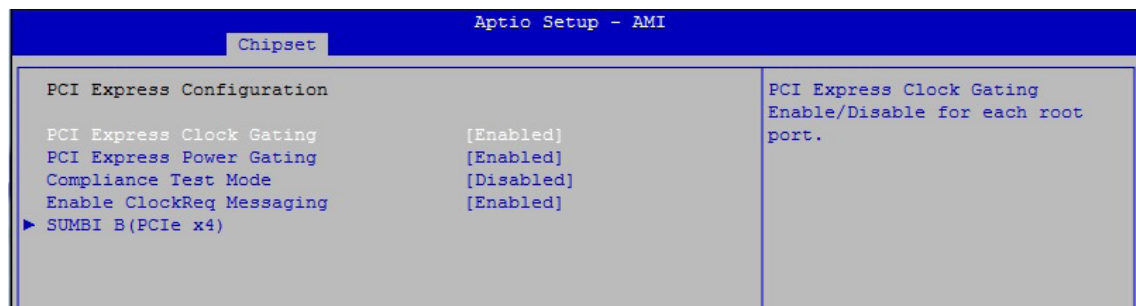 Aptio Setup - AMI
Chipset
PCI Express Configuration
PCI Express Clock Gating [Enabled]
PCI Express Power Gating [Enabled]
Compliance Test Mode [Disabled]
Enable ClockReq Messaging [Enabled]
► SUMBI B(PCIe x4)
PCI Express Clock Gating
Enable/Disable for each root
port.